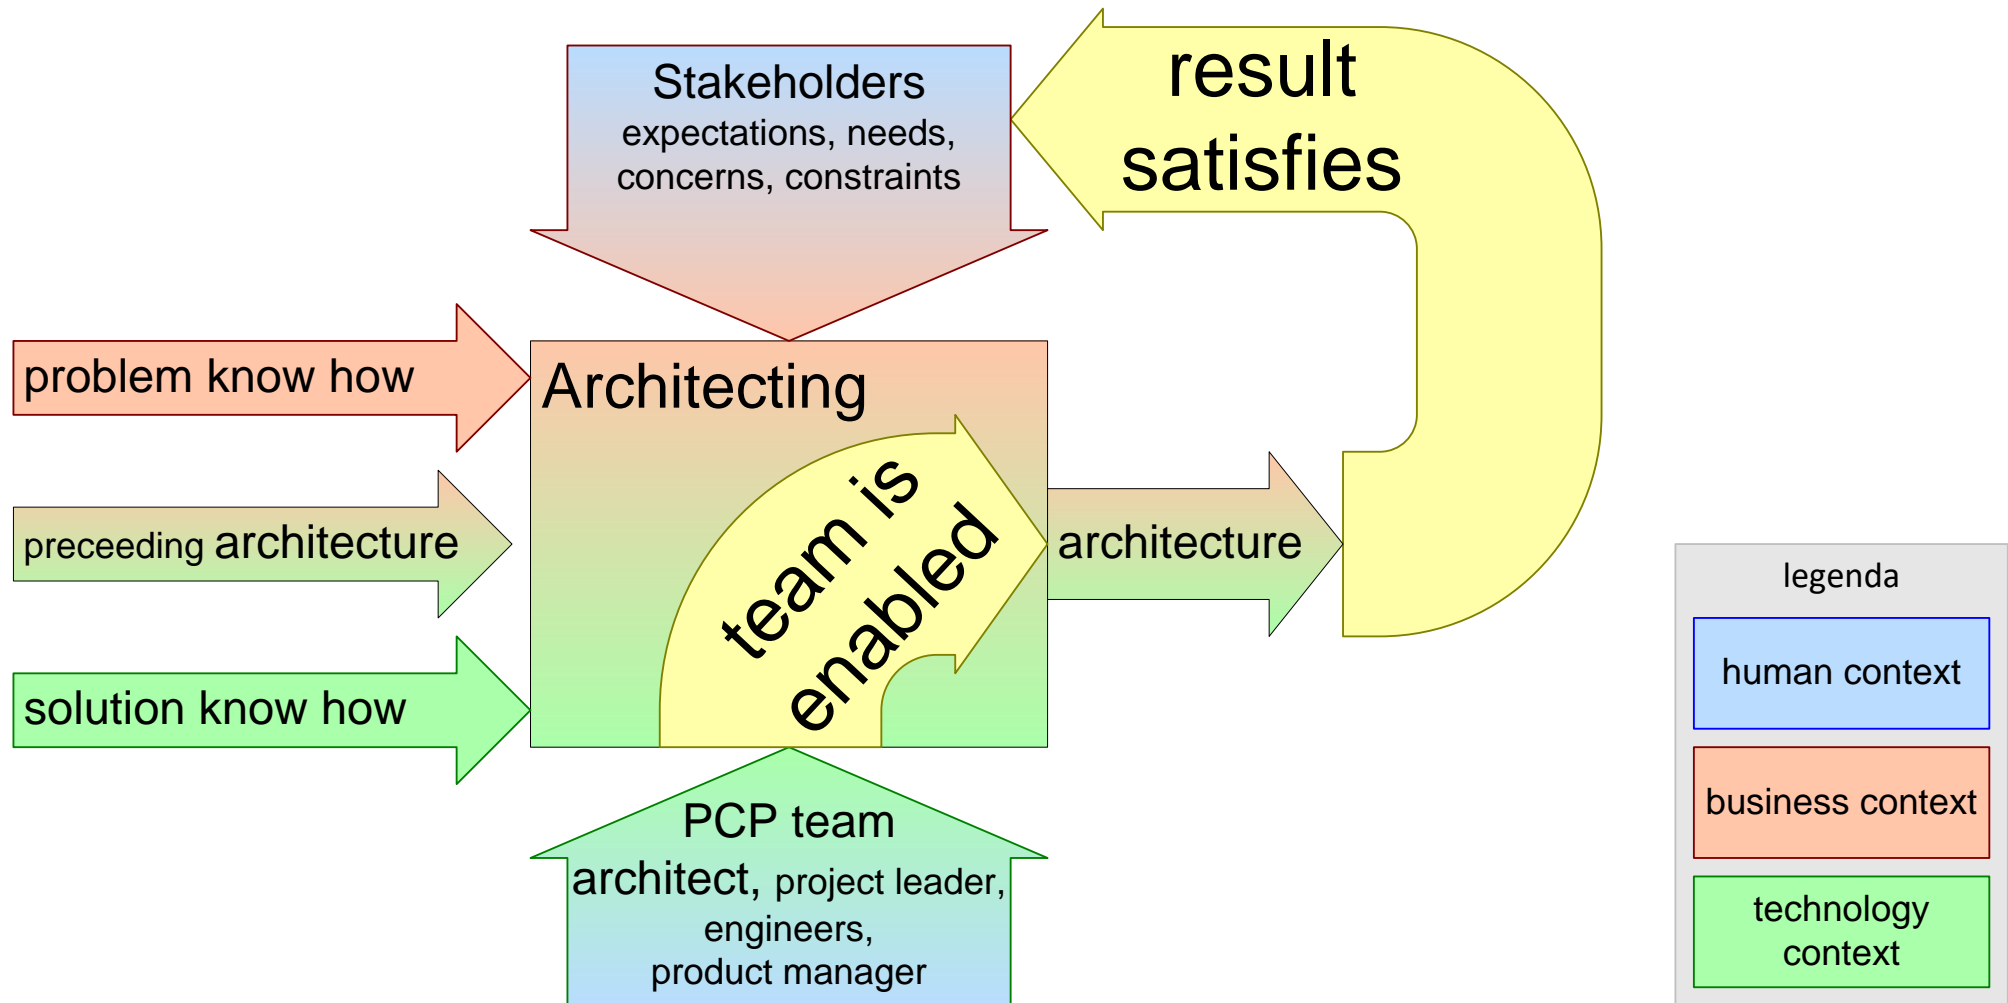 Stakeholders
expectations, needs,
concerns, constraints
result
satisfies
problem know how
Architecting
preceeding architecture
team is
enabled
architecture
solution know how
PCP team
architect, project leader,
engineers,
product manager
legenda
human context
business context
technology
context